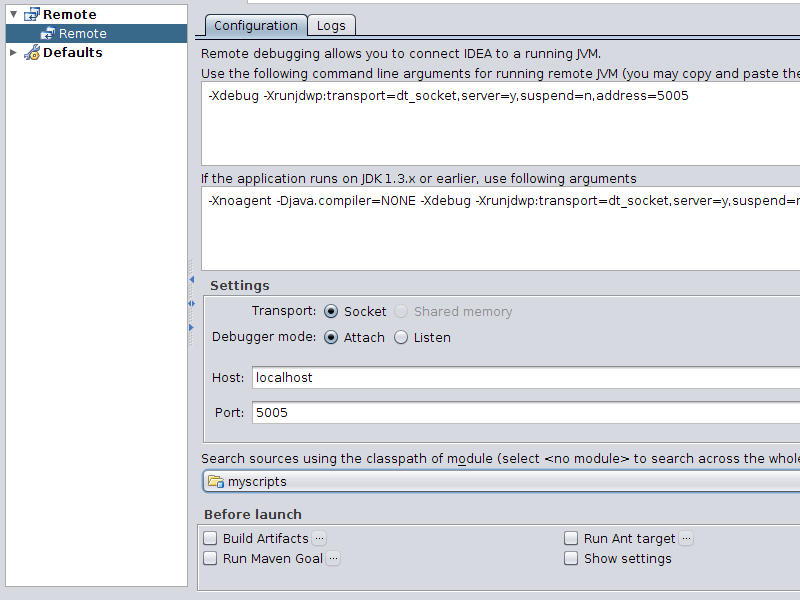 Remote
Remote
Defaults
Configuration Logs
Remote debugging allows you to connect IDEA to a running JVM.
Use the following command line arguments for running remote JVM (you may copy and paste the
-Xdebug -Xrunjdwp:transport=dt_socket,server=y,suspend=n,address=5005
If the application runs on JDK 1.3.x or earlier, use following arguments
-Xnoagent -Djava.compiler=NONE -Xdebug -Xrunjdwp:transport=dt_socket,server=y,suspend=n
Settings
Transport: Socket Shared memory
Debugger mode: Attach Listen
Host: localhost
Port: 5005
Search sources using the classpath of module (select <no module> to search across the whole
myscripts
Before launch
Build Artifacts ... Run Ant target ...
Run Maven Goal ... Show settings